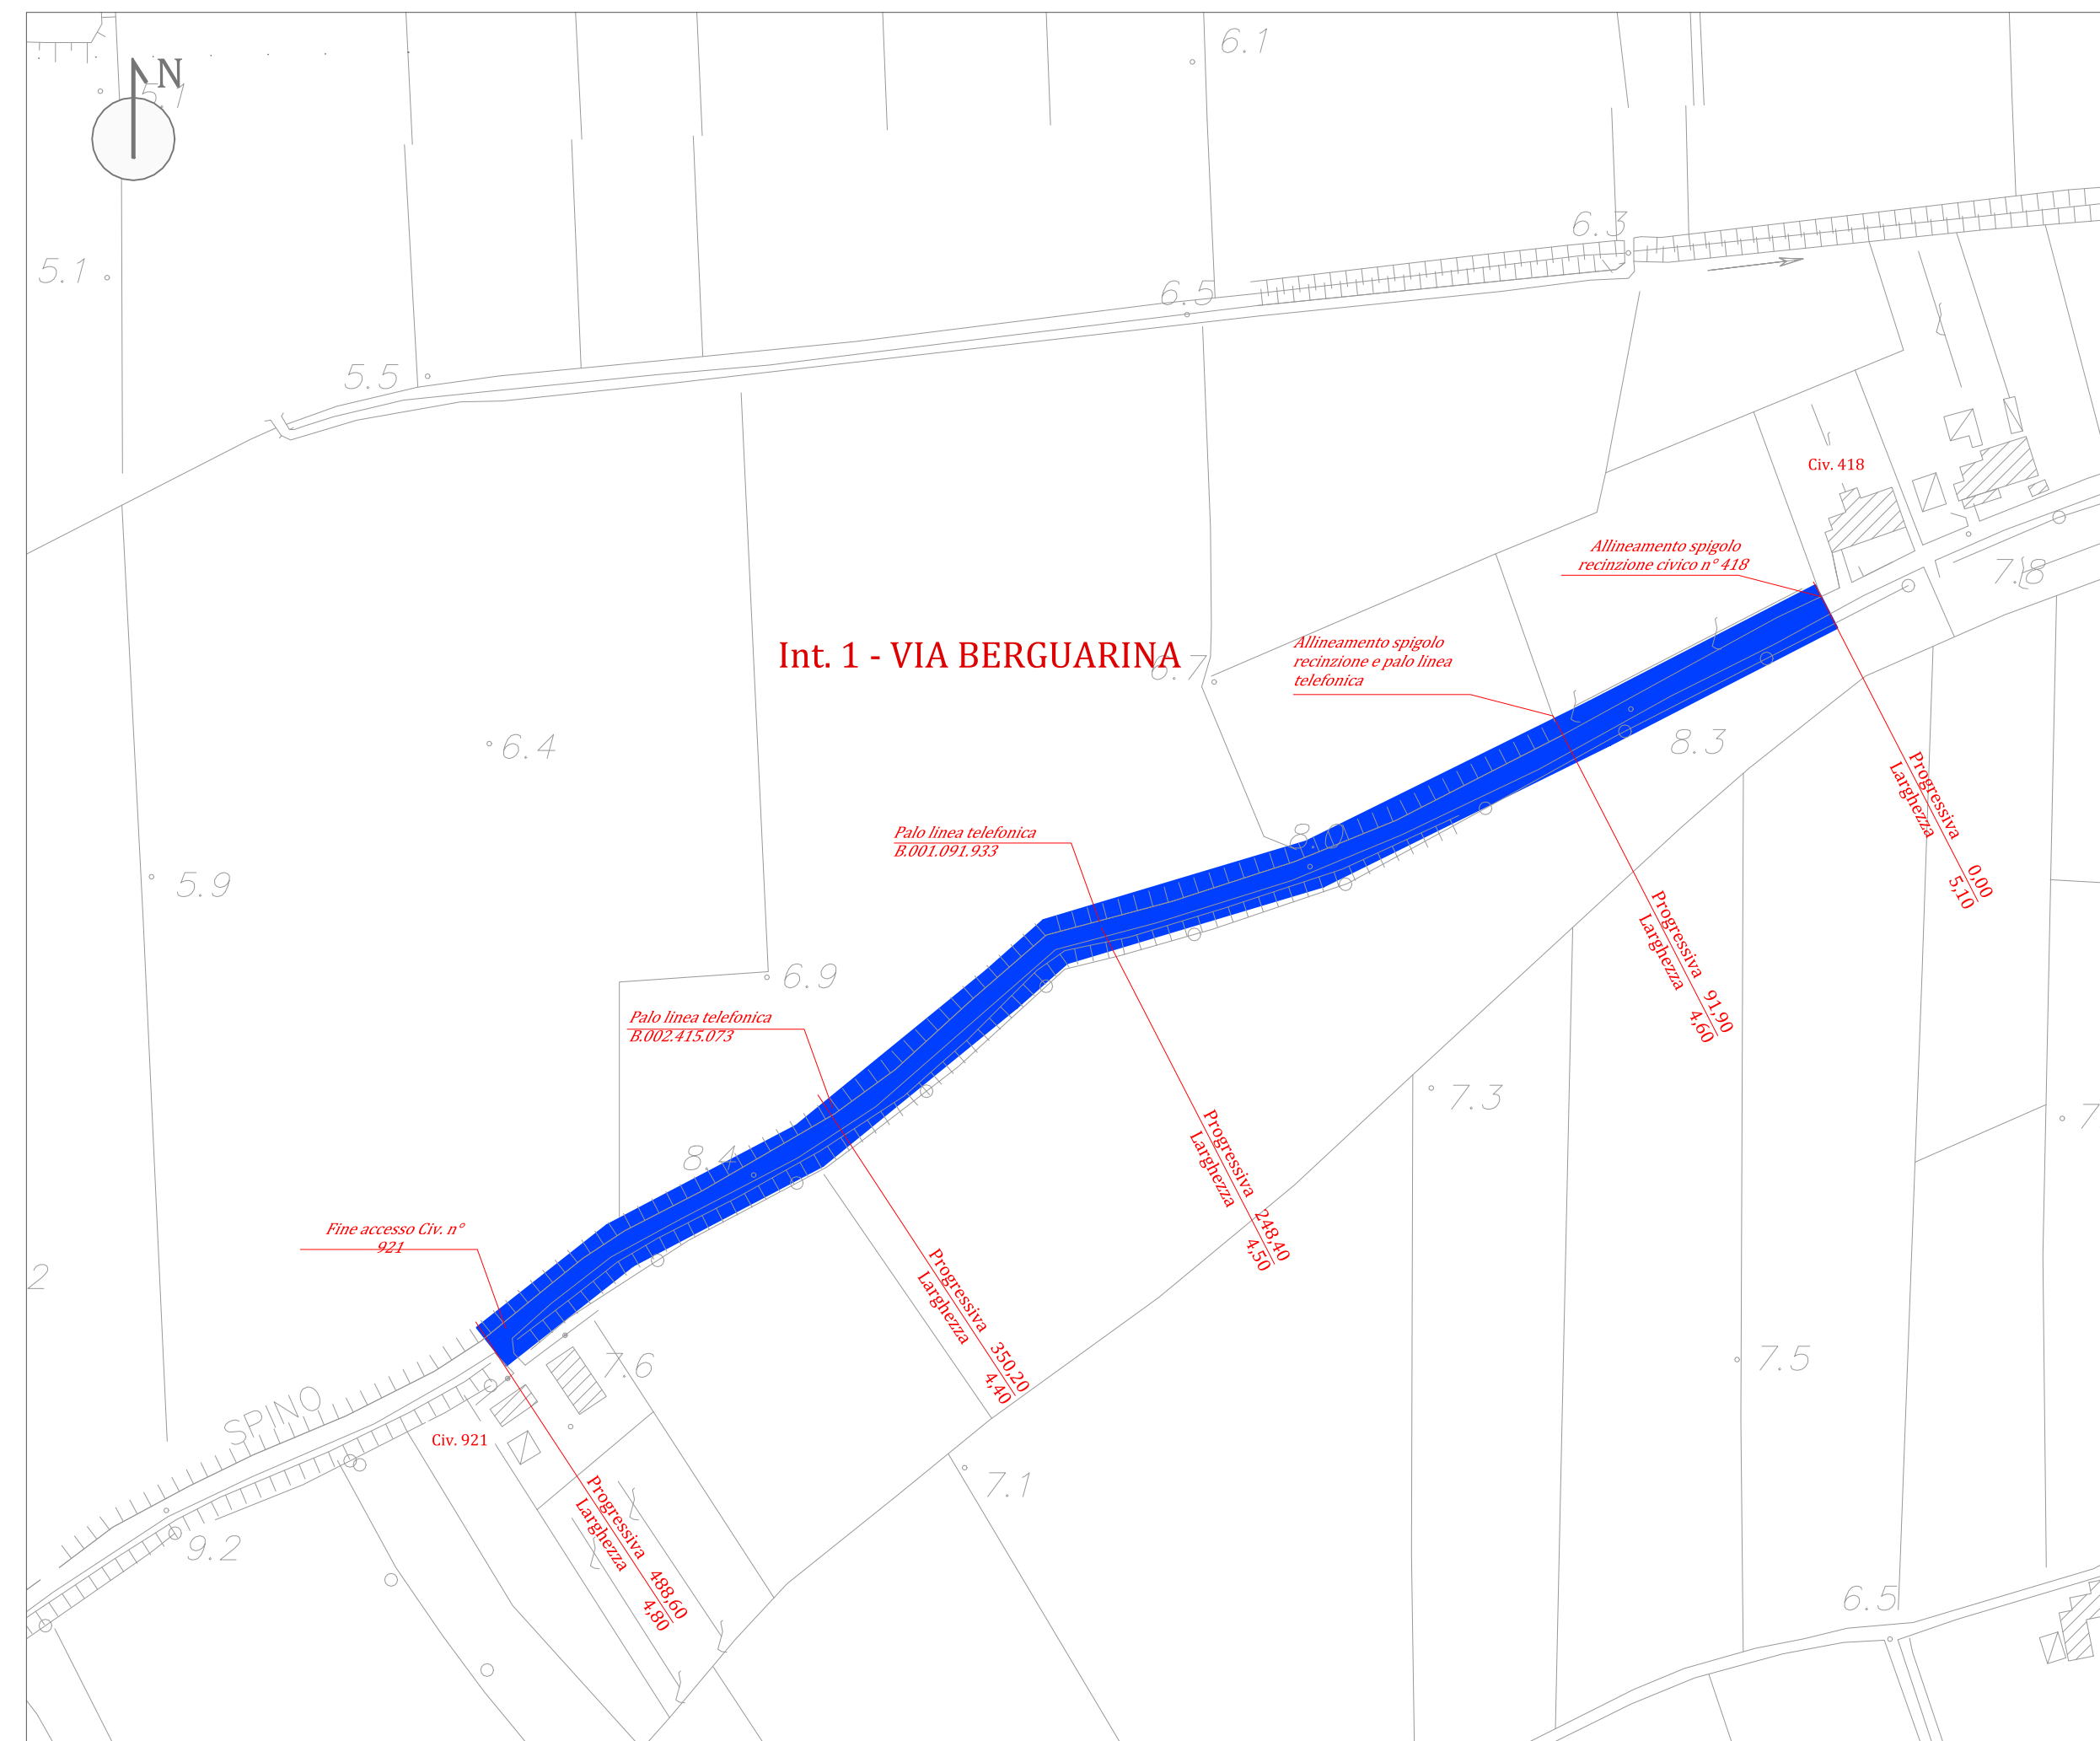 6.1
N
5.1
6.3
5.1
6.5
5.5
Civ. 418
Allineamento spigolo
recinzione civico n° 418
7.8
Int. 1 - VIA BERGUARINA
6.7
Allineamento spigolo
recinzione e palo linea
telefonica
6.4
8.3
Progressiva 0,00
Larghezza 5,10
Palo linea telefonica
B.001.091.933
8.0
5.9
Progressiva 91,90
Larghezza 4,60
6.9
Palo linea telefonica
B.002.415.073
7.3
7.
8.4
Progressiva 248,40
Larghezza 4,50
Fine accesso Civ. n°
921
2
Progressiva 350,20
Larghezza 4,40
7.6
7.5
SPINO
Civ. 921
7.1
Progressiva 488,60
Larghezza 4,80
9.2
6.5